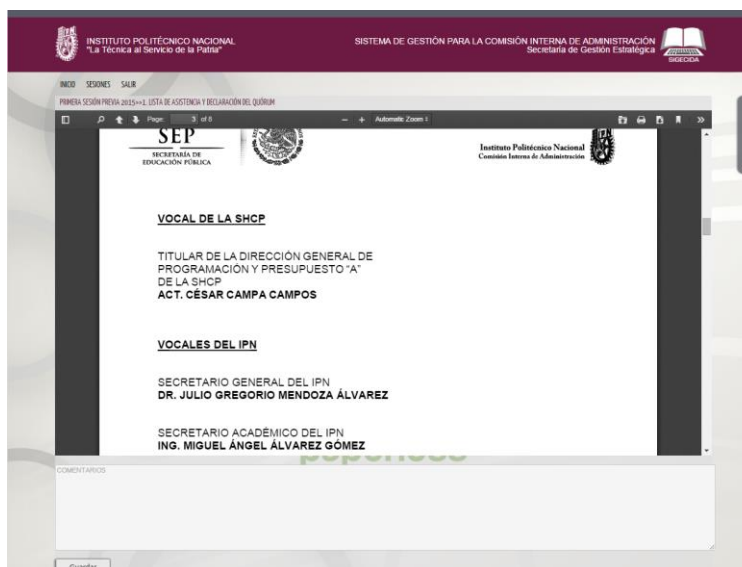 INSTITUTO POLITÉCNICO NACIONAL
"La Técnica al Servicio de la Patria"
SISTEMA DE GESTIÓN PARA LA COMISIÓN INTERNA DE ADMINISTRACIÓN
Secretaría de Gestión Estratégica
SIGECIDA
INICIO SESIONES SALIR
PRIMERA SESIÓN PREVIA 2015>>1. LISTA DE ASISTENCIA Y DECLARACIÓN DEL QUÓRUM
Page: 3 of 8
Automatic Zoom
SEP
SECRETARÍA DE
EDUCACIÓN PÚBLICA
Instituto Politécnico Nacional
Comisión Interna de Administración
VOCAL DE LA SHCP
TITULAR DE LA DIRECCIÓN GENERAL DE
PROGRAMACIÓN Y PRESUPUESTO "A"
DE LA SHCP
ACT. CÉSAR CAMPA CAMPOS
VOCALES DEL IPN
SECRETARIO GENERAL DEL IPN
DR. JULIO GREGORIO MENDOZA ÁLVAREZ
SECRETARIO ACADÉMICO DEL IPN
ING. MIGUEL ÁNGEL ÁLVAREZ GÓMEZ
COMENTARIOS
Guardar